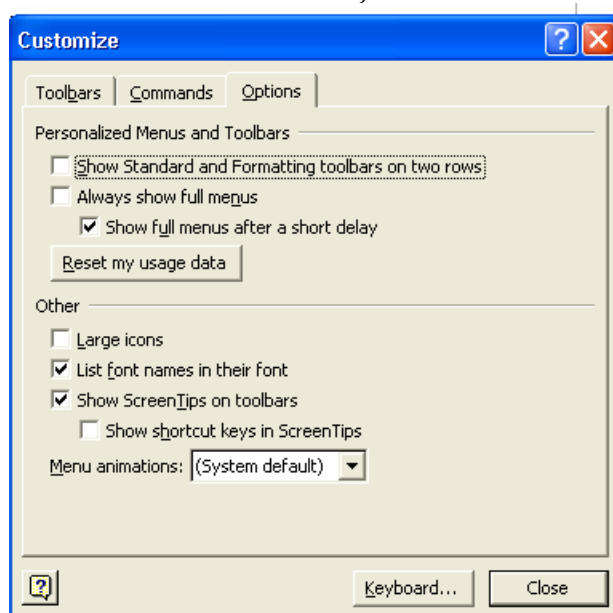 Customize
Toolbars Commands Options
Personalized Menus and Toolbars
Show Standard and Formatting toolbars on two rows
Always show full menus
Show full menus after a short delay
Reset my usage data
Other
Large icons
List font names in their font
Show ScreenTips on toolbars
Show shortcut keys in ScreenTips
Menu animations: (System default)
Keyboard... Close